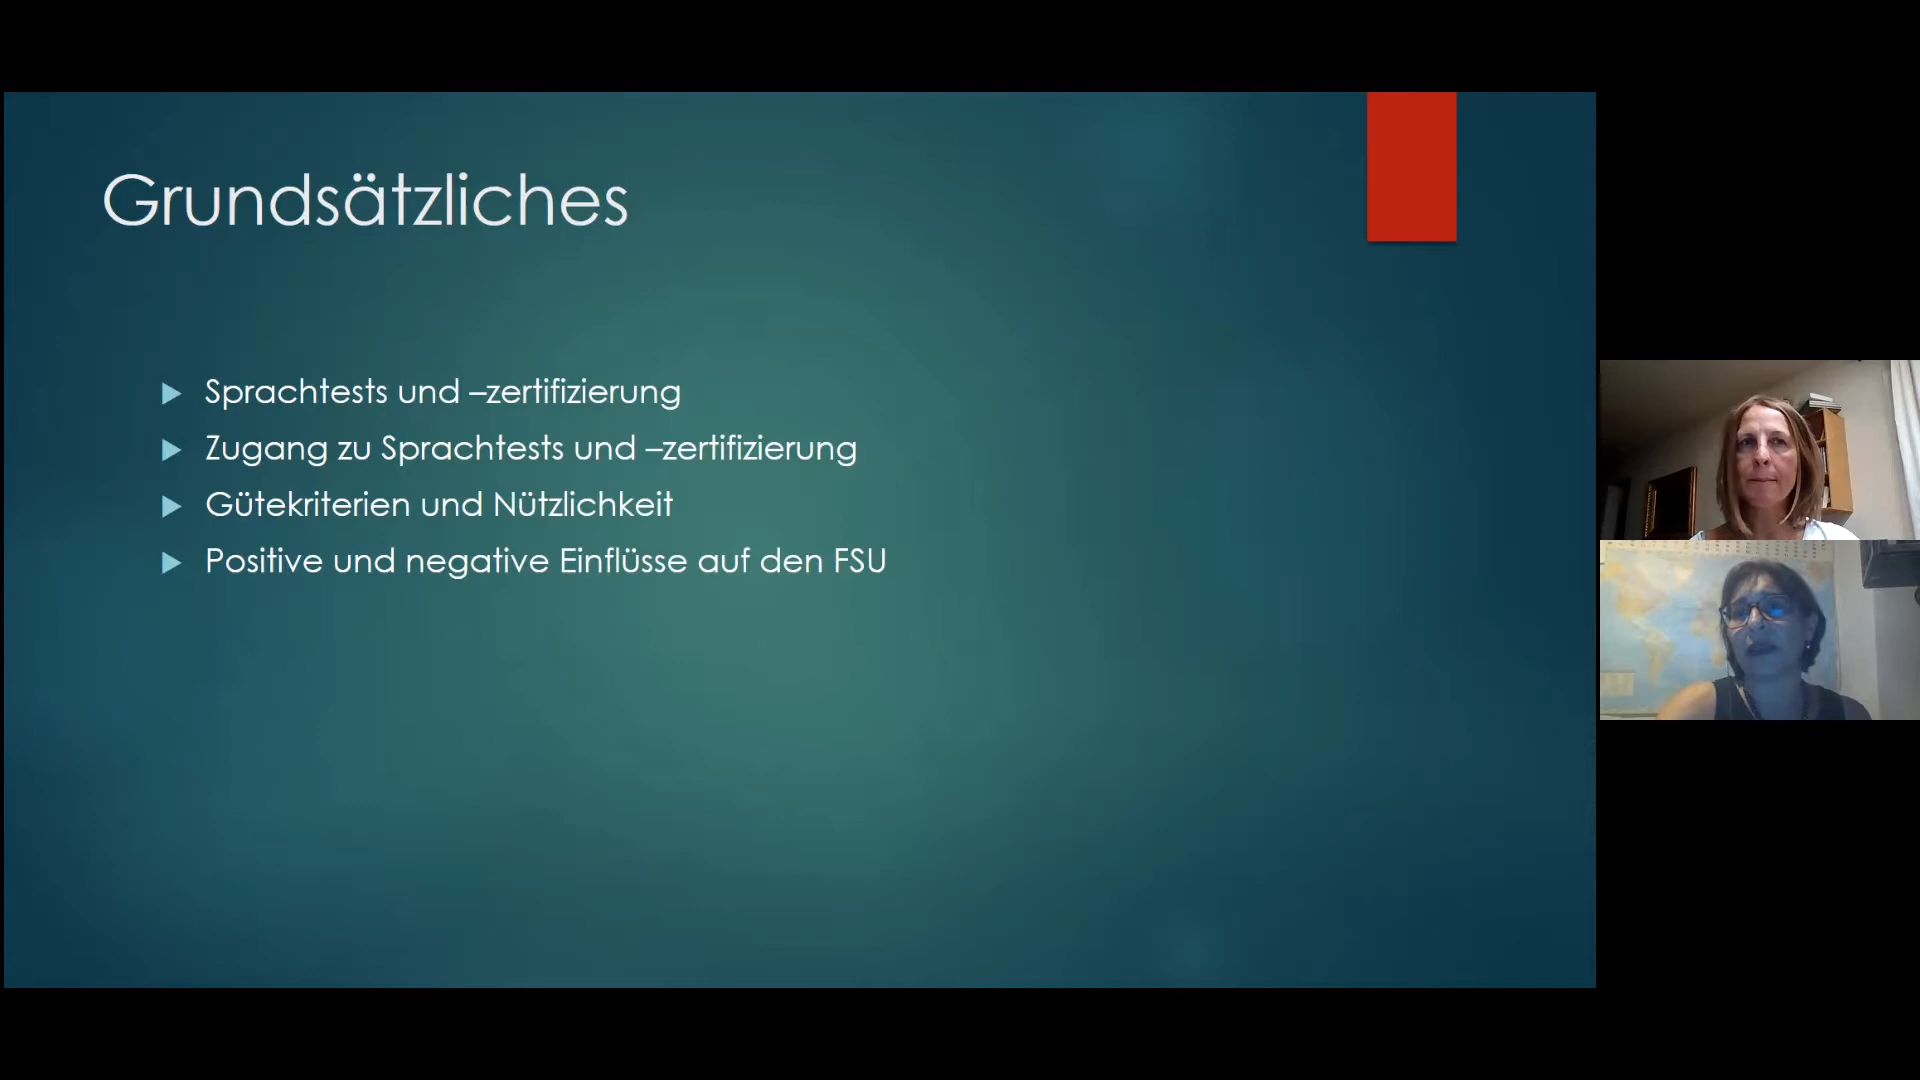 Grundsätzliches
Sprachtests und –zertifizierung
Zugang zu Sprachtests und –zertifizierung
Gütekriterien und Nützlichkeit
Positive und negative Einflüsse auf den FSU